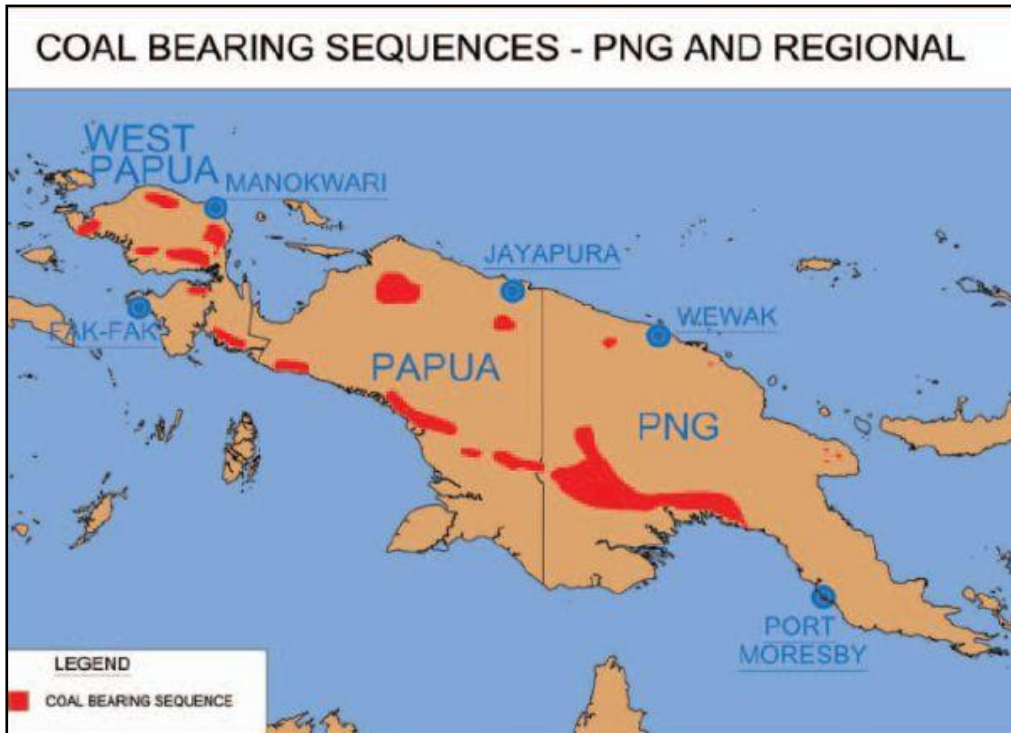 COAL BEARING SEQUENCES - PNG AND REGIONAL
WEST
PAPUA
MANOKWARI
JAYAPURA
FAK-FAK
WEWAK
PAPUA
PNG
PORT
MORESBY
LEGEND
COAL BEARING SEQUENCE